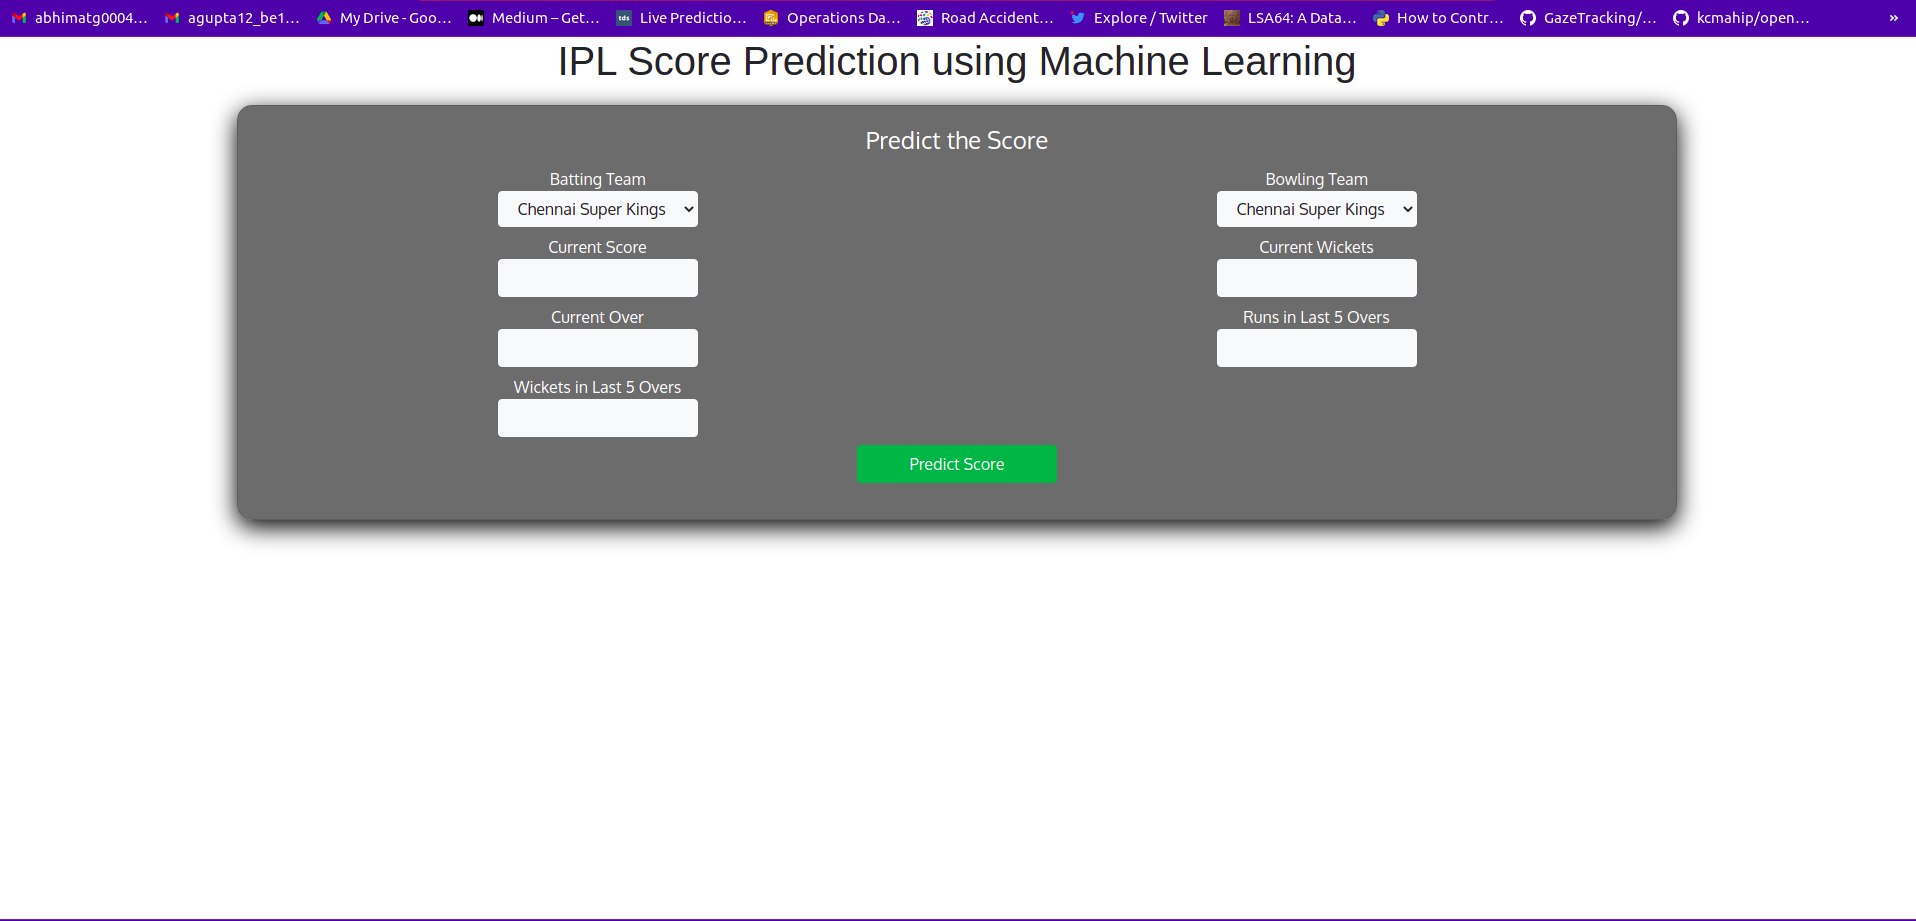 abhimatg0004... agupta12_be1... My Drive - Goo... Medium – Get... tds Live Predictio... Operations Da... Road Accident... Explore / Twitter LSA64: A Data... How to Contr... GazeTracking/... kcmahip/open... »
IPL Score Prediction using Machine Learning
Predict the Score
Batting Team Bowling Team
Chennai Super Kings Chennai Super Kings
Current Score Current Wickets
Current Over Runs in Last 5 Overs
Wickets in Last 5 Overs
Predict Score